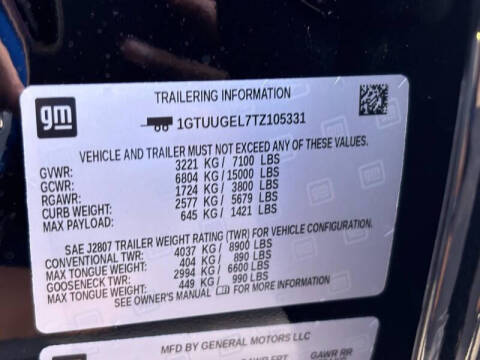 gm
TRAILERING INFORMATION
1GTUUGEL7TZ105331
VEHICLE AND TRAILER MUST NOT EXCEED ANY OF THESE VALUES.
GVWR: 3221 KG / 7100 LBS
GCWR: 6804 KG / 15000 LBS
RGAWR: 1724 KG / 3800 LBS
CURB WEIGHT: 2577 KG / 5679 LBS
MAX PAYLOAD: 645 KG / 1421 LBS
SAE J2807 TRAILER WEIGHT RATING (TWR) FOR VEHICLE CONFIGURATION.
CONVENTIONAL TWR: 4037 KG / 8900 LBS
MAX TONGUE WEIGHT: 404 KG / 890 LBS
GOOSENECK TWR: 2994 KG / 6600 LBS
MAX TONGUE WEIGHT: 449 KG / 990 LBS
SEE OWNER'S MANUAL FOR MORE INFORMATION
MFD BY GENERAL MOTORS LLC
GAWR FRT GAWR RR